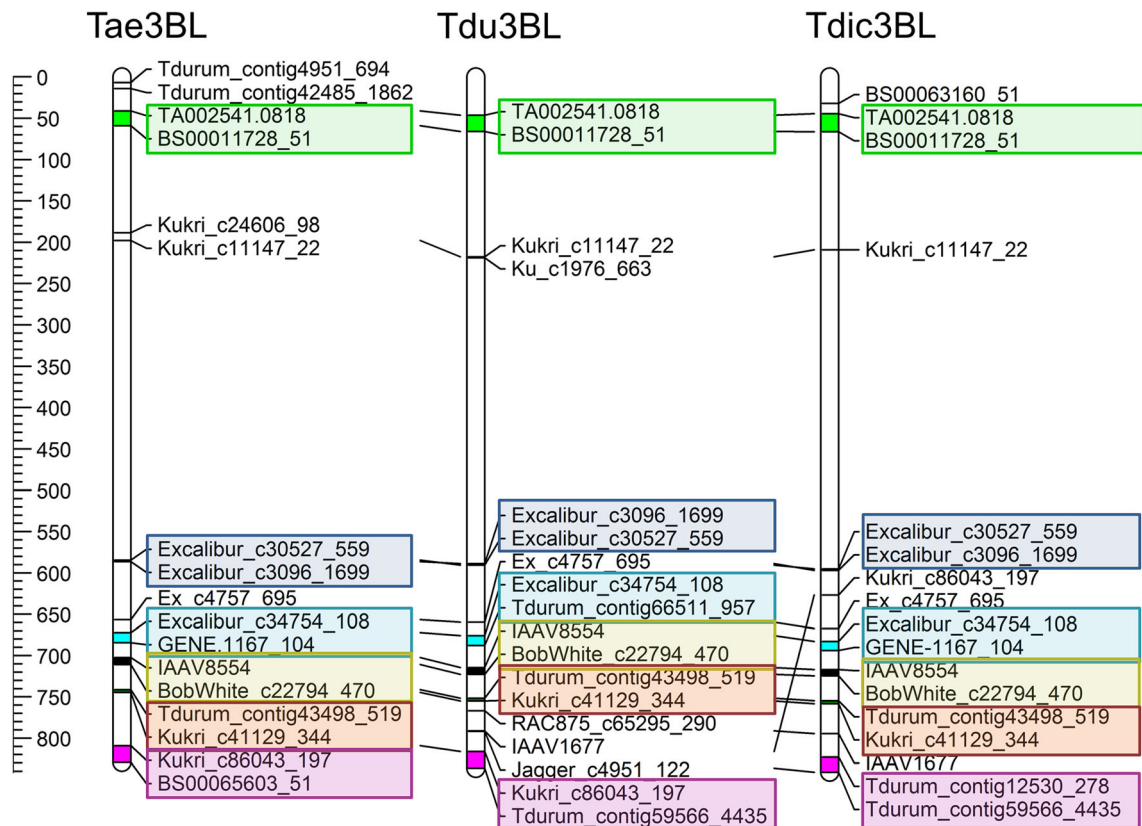 Tae3BL
Tdu3BL
Tdic3BL
0
50
100
150
200
250
300
350
400
450
500
550
600
650
700
750
800
Tdurum_contig4951_694
Tdurum_contig42485_1862
TA002541.0818
BS00011728_51
Kukri_c24606_98
Kukri_c11147_22
Excalibur_c30527_559
Excalibur_c3096_1699
Ex_c4757_695
Excalibur_c34754_108
GENE.1167_104
IAAV8554
BobWhite_c22794_470
Tdurum_contig43498_519
Kukri_c41129_344
Kukri_c86043_197
BS00065603_51
TA002541.0818
BS00011728_51
Kukri_c11147_22
Ku_c1976_663
Excalibur_c3096_1699
Excalibur_c30527_559
Ex_c4757_695
Excalibur_c34754_108
Tdurum_contig66511_957
IAAV8554
BobWhite_c22794_470
Tdurum_contig43498_519
Kukri_c41129_344
RAC875_c65295_290
IAAV1677
Jagger_c4951_122
Kukri_c86043_197
Tdurum_contig59566_4435
BS00063160_51
TA002541.0818
BS00011728_51
Kukri_c11147_22
Excalibur_c30527_559
Excalibur_c3096_1699
Kukri_c86043_197
Ex_c4757_695
Excalibur_c34754_108
GENE-1167_104
IAAV8554
BobWhite_c22794_470
Tdurum_contig43498_519
Kukri_c41129_344
IAAV1677
Tdurum_contig12530_278
Tdurum_contig59566_4435